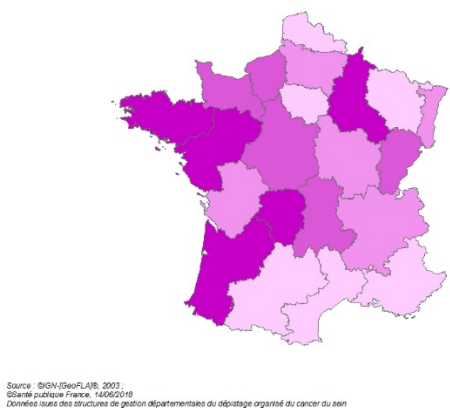 Source : ©IGN-[GeoFLA]®, 2003 ;
©Santé publique France, 14/06/2018
Données isues des structures de gestion départementales du dépistage organisé du cancer du sein